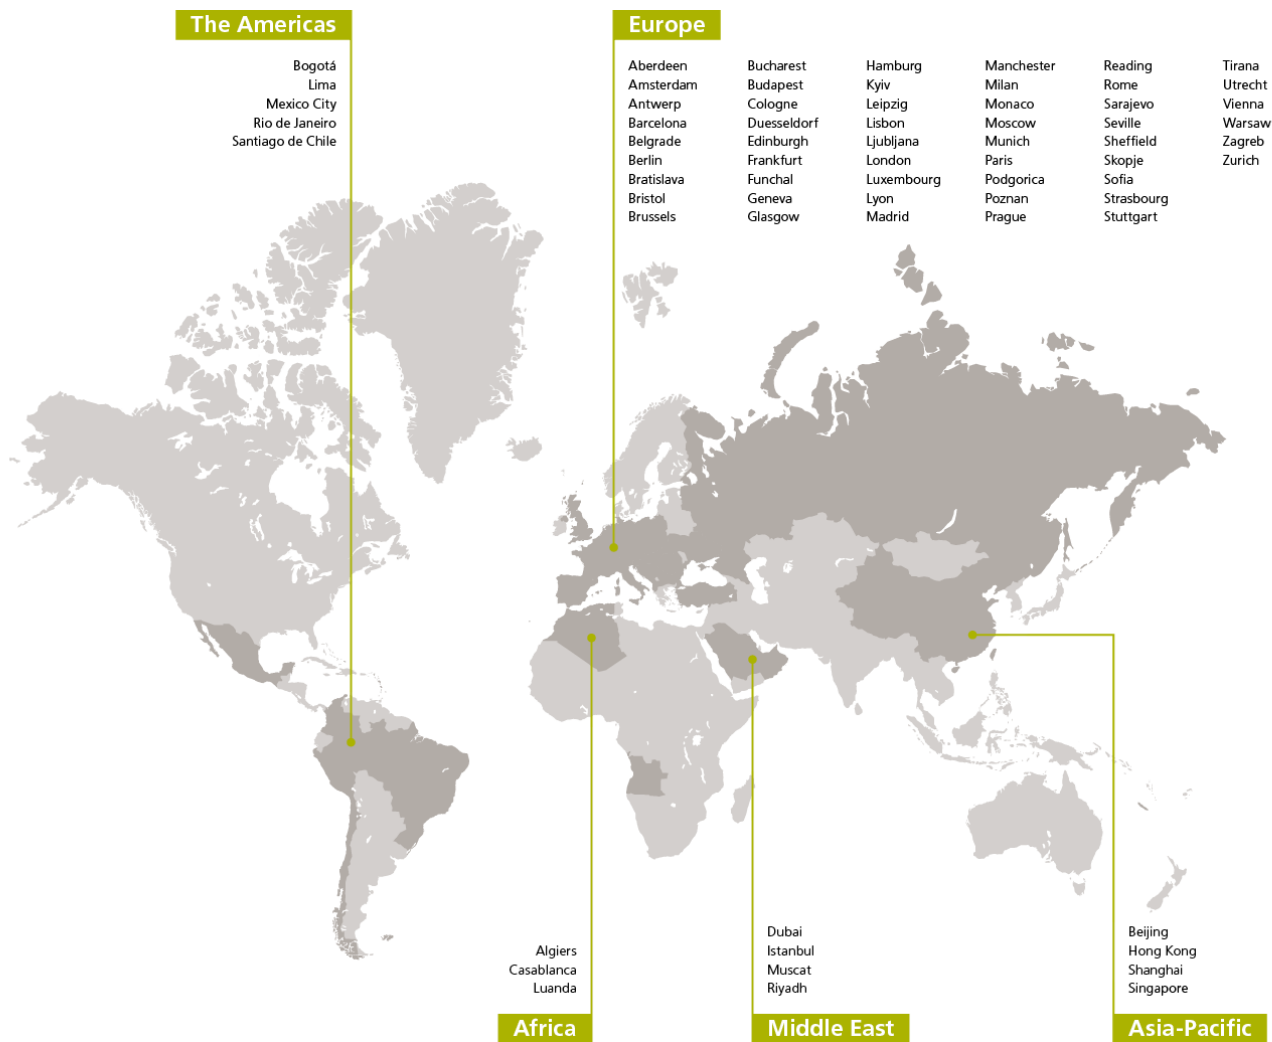 The Americas
Bogotá
Lima
Mexico City
Rio de Janeiro
Santiago de Chile
Europe
Aberdeen
Amsterdam
Antwerp
Barcelona
Belgrade
Berlin
Bratislava
Bristol
Brussels
Bucharest
Budapest
Cologne
Duesseldorf
Edinburgh
Frankfurt
Funchal
Geneva
Glasgow
Hamburg
Kyiv
Leipzig
Lisbon
Ljubljana
London
Luxembourg
Lyon
Madrid
Manchester
Milan
Monaco
Moscow
Munich
Paris
Podgorica
Poznan
Prague
Reading
Rome
Sarajevo
Seville
Sheffield
Skopje
Sofia
Strasbourg
Stuttgart
Tirana
Utrecht
Vienna
Warsaw
Zagreb
Zurich
Algiers
Casablanca
Luanda
Africa
Dubai
Istanbul
Muscat
Riyadh
Middle East
Beijing
Hong Kong
Shanghai
Singapore
Asia-Pacific